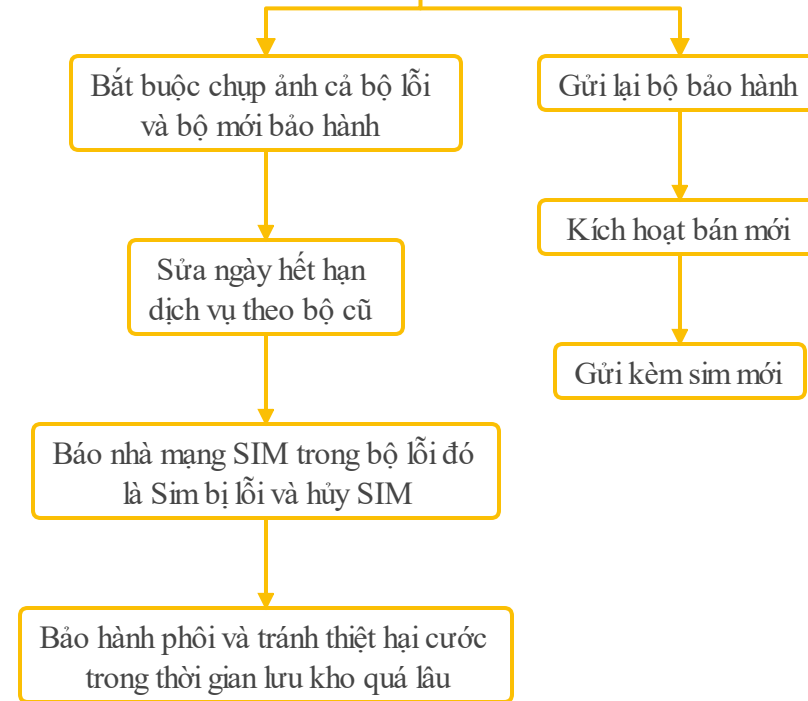 Bắt buộc chụp ảnh cả bộ lỗi
và bộ mới bảo hành
Sửa ngày hết hạn
dịch vụ theo bộ cũ
Báo nhà mạng SIM trong bộ lỗi đó
là Sim bị lỗi và hủy SIM
Bảo hành phôi và tránh thiệt hại cước
trong thời gian lưu kho quá lâu
Gửi lại bộ bảo hành
Kích hoạt bán mới
Gửi kèm sim mới